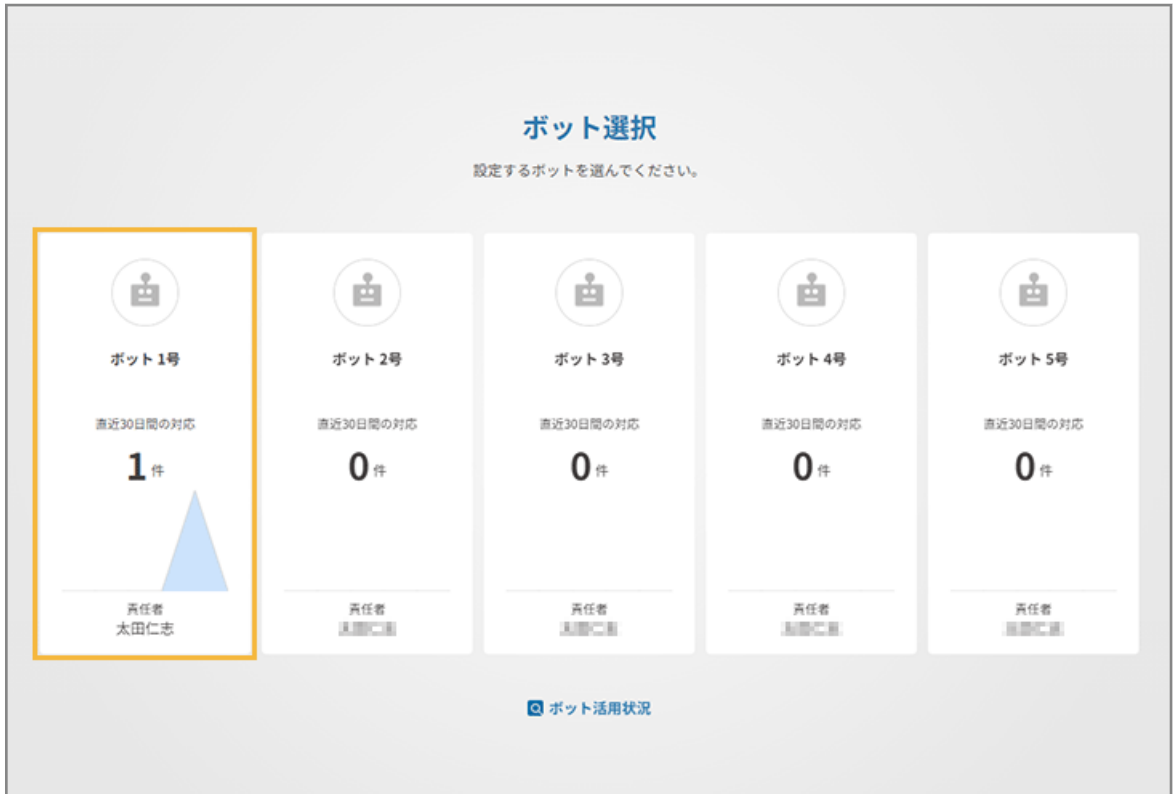 ボット選択
設定するボットを選んでください。
ボット 1号
直近30日間の対応
1 件
責任者
太田仁志
ボット 2号
直近30日間の対応
0 件
責任者
ボット 3号
直近30日間の対応
0 件
責任者
ボット 4号
直近30日間の対応
0 件
責任者
ボット 5号
直近30日間の対応
0 件
責任者
ボット活用状況